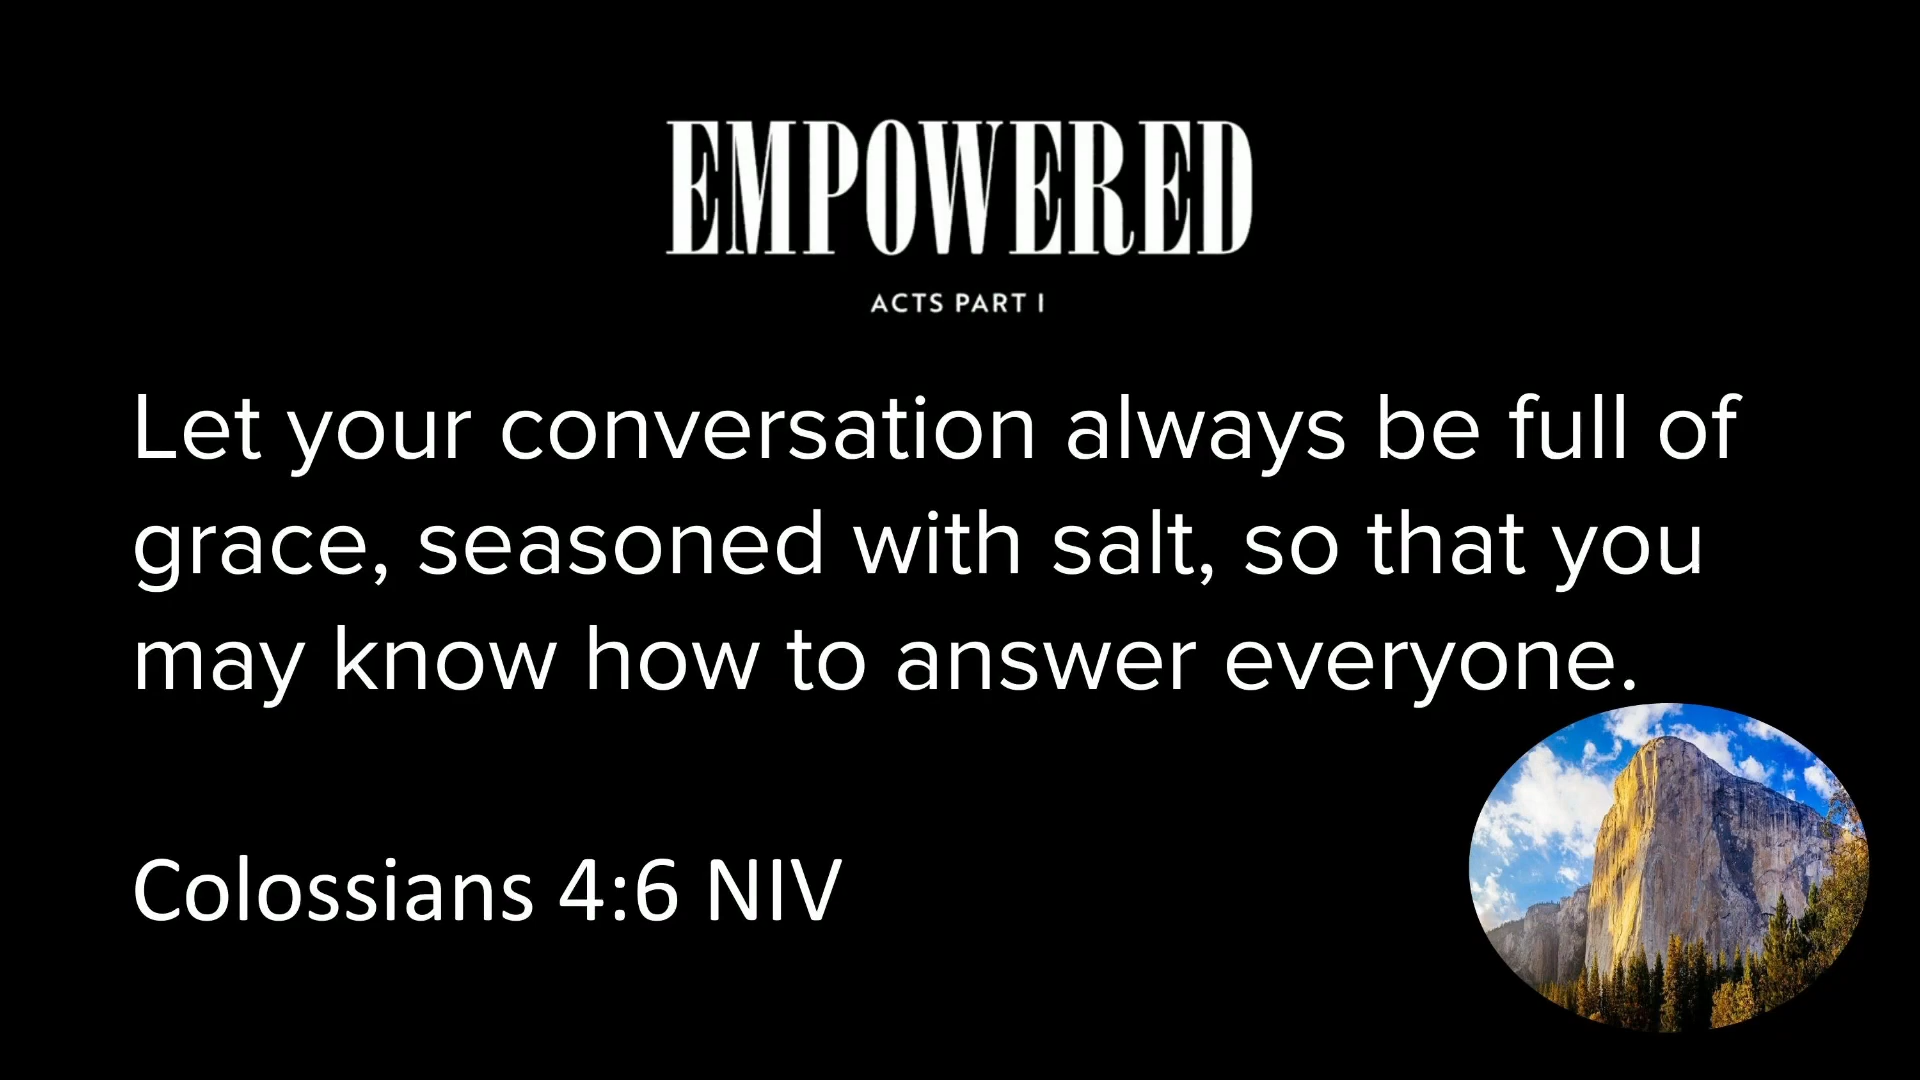 EMPOWERED
ACTS PART I
Let your conversation always be full of
grace, seasoned with salt, so that you
may know how to answer everyone.
Colossians 4:6 NIV